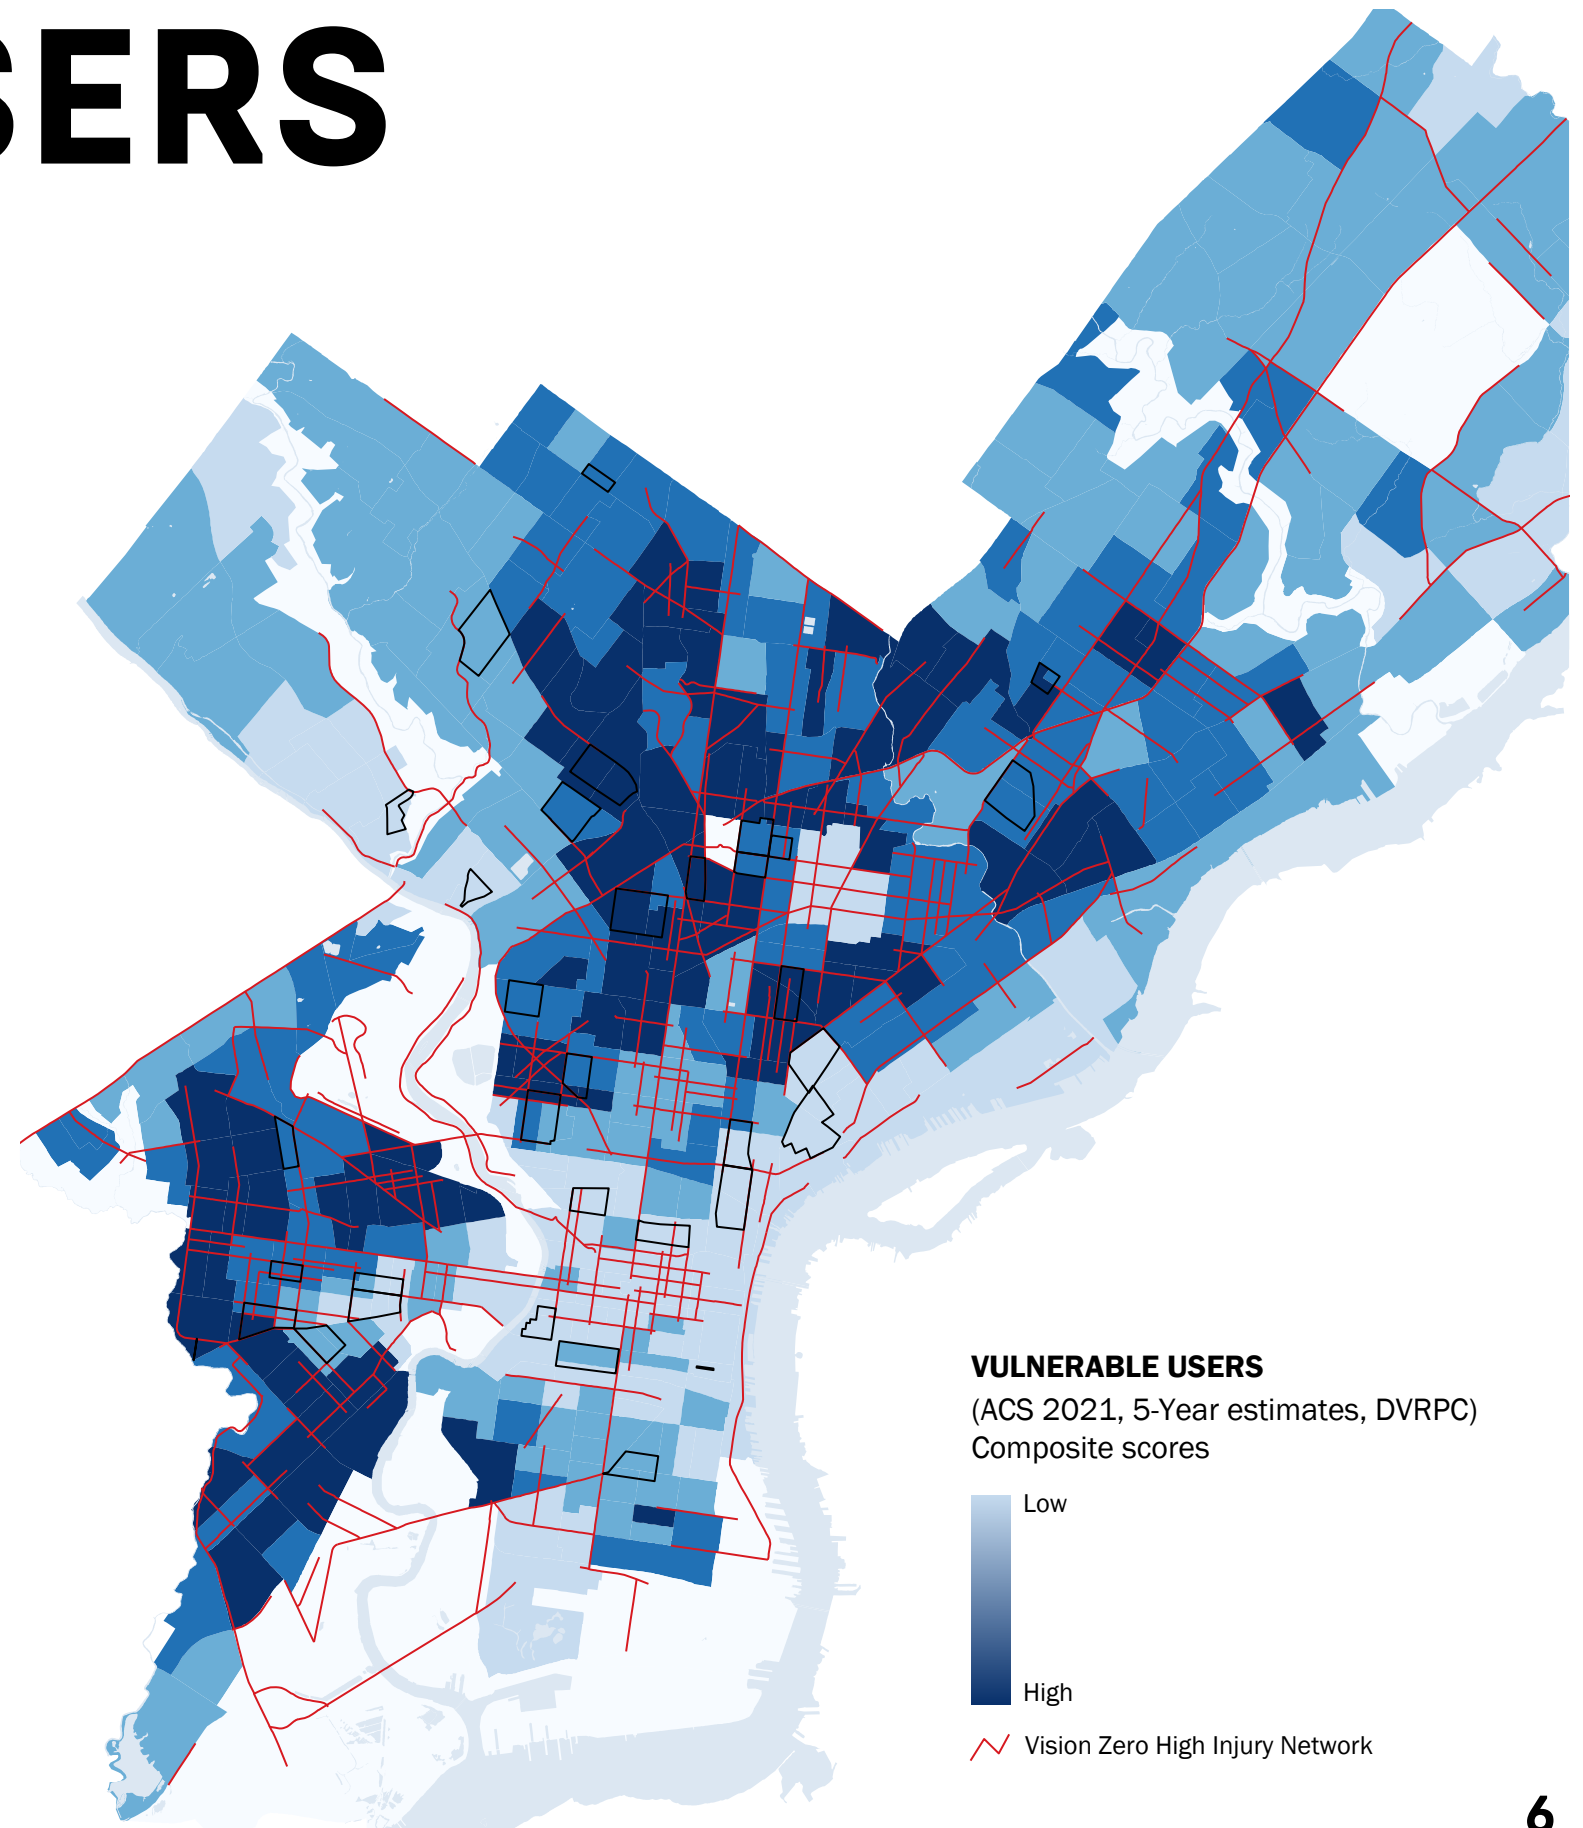 SERS
VULNERABLE USERS
(ACS 2021, 5-Year estimates, DVRPC)
Composite scores
Low
High
Vision Zero High Injury Network
6